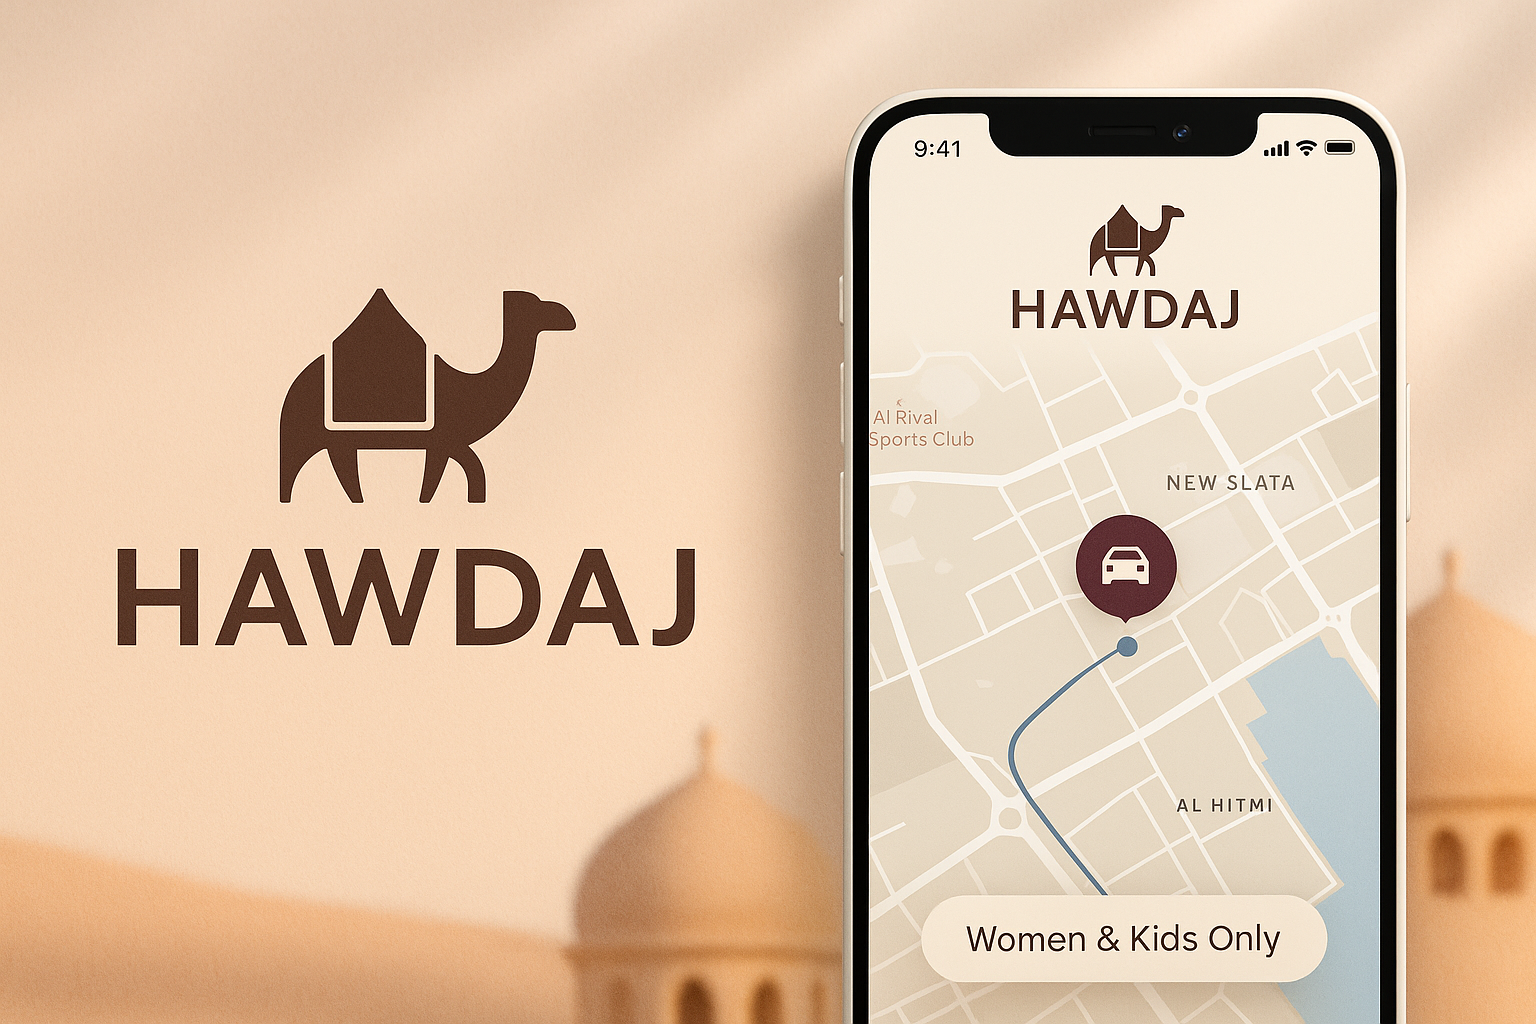 HAWDAJ
9:41
HAWDAJ
Al Rival
Sports Club
NEW SLATA
AL HITMI
Women & Kids Only